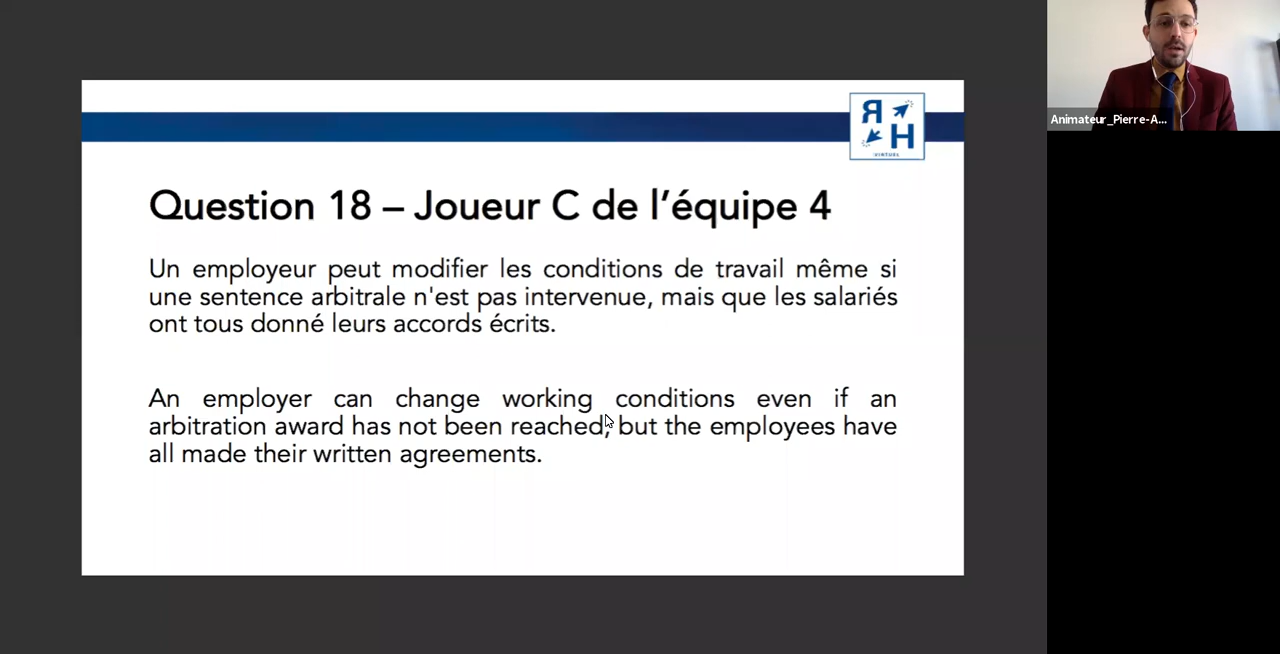 Я
H
VIRTUEL
Animateur_Pierre-A...
Question 18 – Joueur C de l’équipe 4
Un employeur peut modifier les conditions de travail même si
une sentence arbitrale n'est pas intervenue, mais que les salariés
ont tous donné leurs accords écrits.
An employer can change working conditions even if an
arbitration award has not been reached, but the employees have
all made their written agreements.